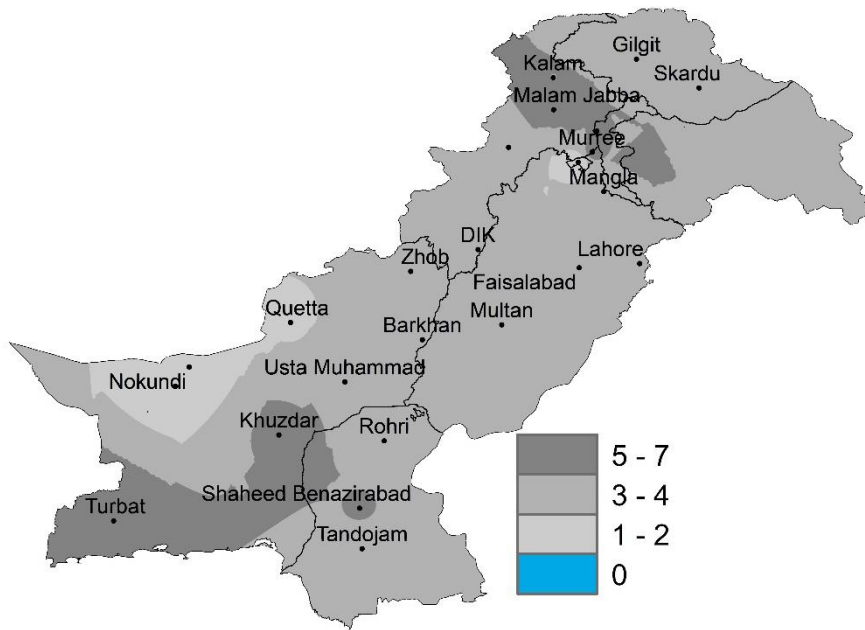 Gilgit
Kalam
Skardu
Malam Jabba
Murree
Mangla
DIK
Zhob
Lahore
Faisalabad
Quetta
Multan
Barkhan
Usta Muhammad
Nokundi
Khuzdar
Rohri
Shaheed Benazirabad
Turbat
Tandojam
5 - 7
3 - 4
1 - 2
0